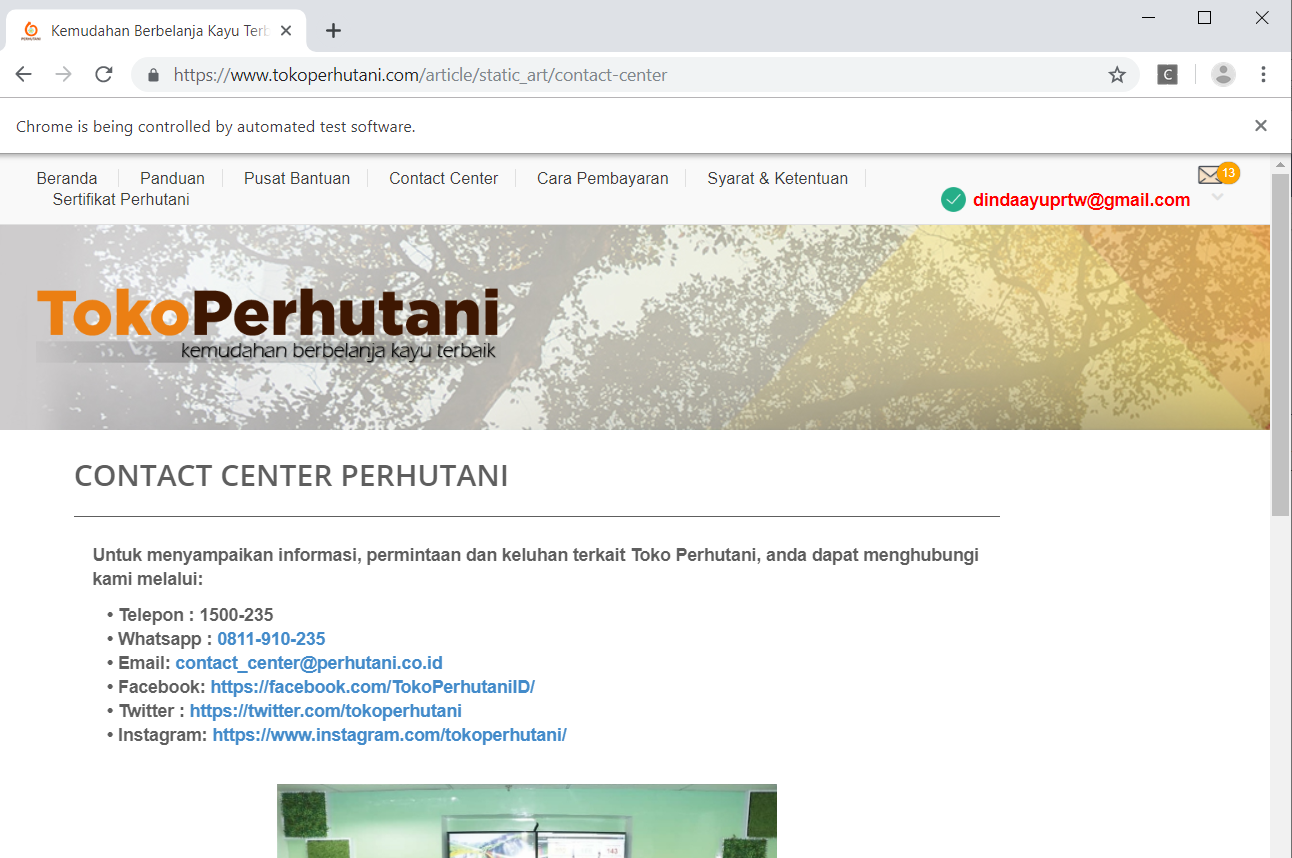 Kemudahan Berbelanja Kayu Terb
https://www.tokoperhutani.com/article/static_art/contact-center
C
Chrome is being controlled by automated test software.
Beranda Panduan Pusat Bantuan Contact Center Cara Pembayaran Syarat & Ketentuan
13
Sertifikat Perhutani
dindaayuprtw@gmail.com
TokoPerhutani
kemudahan berbelanja kayu terbaik
CONTACT CENTER PERHUTANI
Untuk menyampaikan informasi, permintaan dan keluhan terkait Toko Perhutani, anda dapat menghubungi
kami melalui:
• Telepon : 1500-235
• Whatsapp : 0811-910-235
• Email: contact_center@perhutani.co.id
• Facebook: https://facebook.com/TokoPerhutaniID/
• Twitter : https://twitter.com/tokoperhutani
• Instagram: https://www.instagram.com/tokoperhutani/